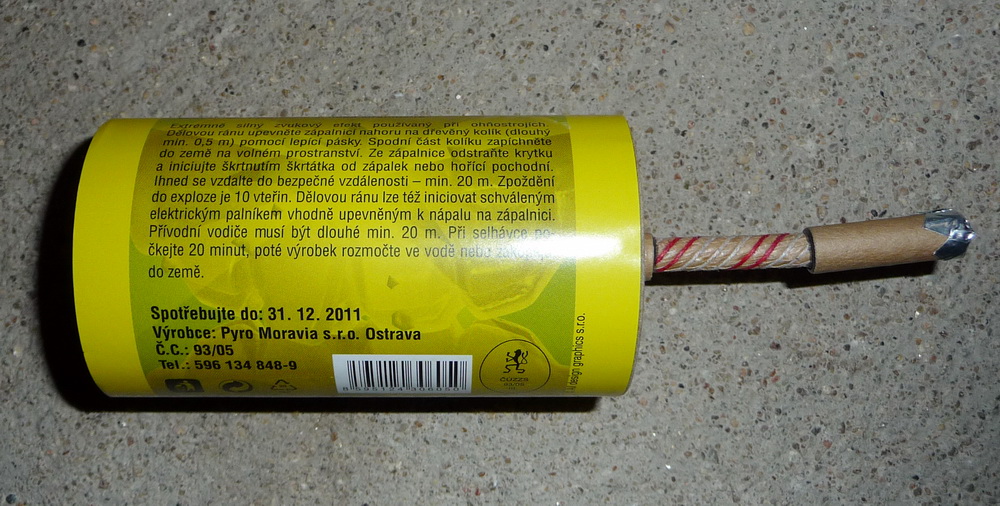 Extrémně silný zvukový efekt používaný při ohňostrojích.
Dělovou ránu upevněte zápalnicí nahoru na dřevěný kolík (dlouhý
min. 0,5 m) pomocí lepící pásky. Spodní část kolíku zapíchněte
do země na volném prostranství. Ze zápalnice odstraňte krytku
a iniciujte škrtnutím škrtátka od zápalek nebo hořící pochodní.
Ihned se vzdalte do bezpečné vzdálenosti – min. 20 m. Zpoždění
do exploze je 10 vteřin. Dělovou ránu lze též iniciovat schváleným
elektrickým palníkem vhodně upevněným k nápalu na zápalnici.
Přívodní vodiče musí být dlouhé min. 20 m. Při selhávce po-
čkejte 20 minut, poté výrobek rozmočte ve vodě nebo
do země.
Spotřebujte do: 31. 12. 2011
Výrobce: Pyro Moravia s.r.o. Ostrava
Č.C.: 93/05
Tel.: 596 134 848-9
ČÚZZS
93/05
design graphics s.r.o.